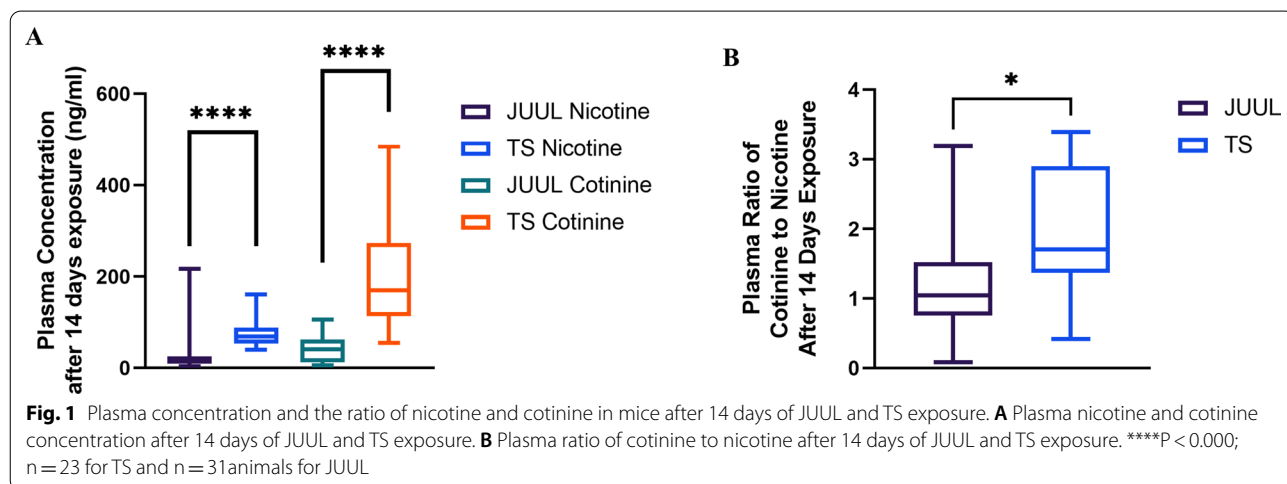 A
B
****
****
*
Plasma Concentration
after 14 days exposure (ng/ml)
600
400
200
0
JUUL Nicotine
TS Nicotine
JUUL Cotinine
TS Cotinine
Plasma Ratio of
Cotinine to Nicotine
After 14 Days Exposure
4
3
2
1
0
JUUL
TS
Fig. 1 Plasma concentration and the ratio of nicotine and cotinine in mice after 14 days of JUUL and TS exposure. A Plasma nicotine and cotinine
concentration after 14 days of JUUL and TS exposure. B Plasma ratio of cotinine to nicotine after 14 days of JUUL and TS exposure. ****P < 0.000;
n = 23 for TS and n = 31animals for JUUL